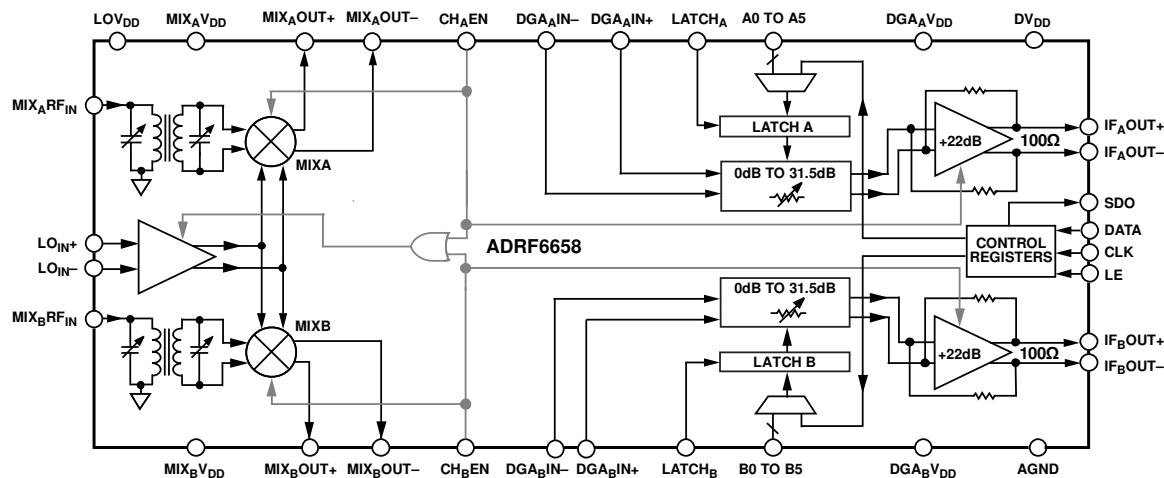 LOVDD
MIXAVDD
MIXAOUT+
MIXAOUT–
CHAEN
DGAAIN–
DGAAIN+
LATCHA
A0 TO A5
DGAAVDD
DVDD
MIXARFIN
MIXA
LATCH A
0dB TO 31.5dB
+22dB
100Ω
IFAOUT+
IFAOUT–
SDO
DATA
CLK
LE
CONTROL
REGISTERS
ADRF6658
LOIN+
LOIN–
MIXBRFIN
MIXB
0dB TO 31.5dB
LATCH B
+22dB
100Ω
IFBOUT+
IFBOUT–
MIXBVDD
MIXBOUT+
MIXBOUT–
CHBEN
DGABIN–
DGABIN+
LATCHB
B0 TO B5
DGABVDD
AGND